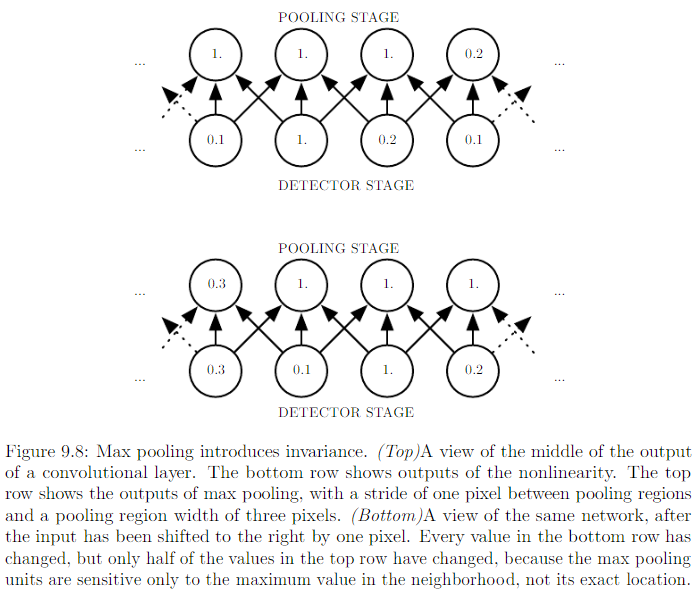 POOLING STAGE
... 1. 1. 1. 0.2 ...
... 0.1 1. 0.2 0.1 ...
DETECTOR STAGE
POOLING STAGE
... 0.3 1. 1. 1. ...
... 0.3 0.1 1. 0.2 ...
DETECTOR STAGE
Figure 9.8: Max pooling introduces invariance. (Top)A view of the middle of the output
of a convolutional layer. The bottom row shows outputs of the nonlinearity. The top
row shows the outputs of max pooling, with a stride of one pixel between pooling regions
and a pooling region width of three pixels. (Bottom)A view of the same network, after
the input has been shifted to the right by one pixel. Every value in the bottom row has
changed, but only half of the values in the top row have changed, because the max pooling
units are sensitive only to the maximum value in the neighborhood, not its exact location.